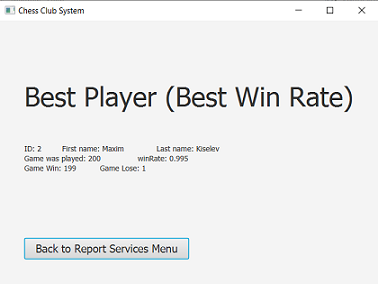 Chess Club System
Best Player (Best Win Rate)
ID: 2 First name: Maxim Last name: Kiselev
Game was played: 200 winRate: 0.995
Game Win: 199 Game Lose: 1
Back to Report Services Menu